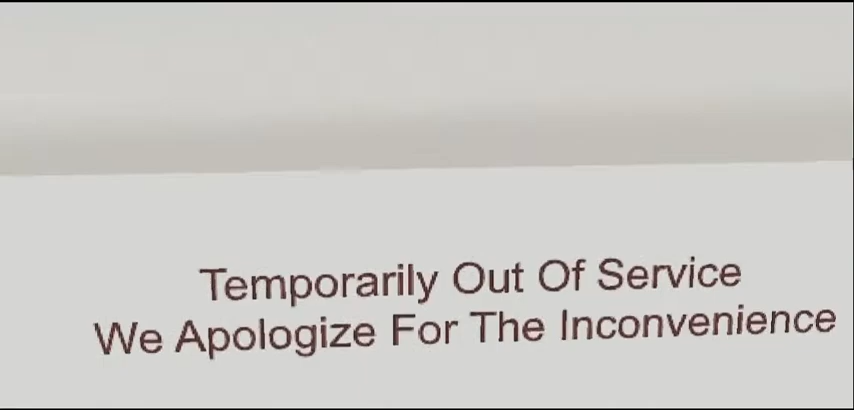 Temporarily Out Of Service
We Apologize For The Inconvenience